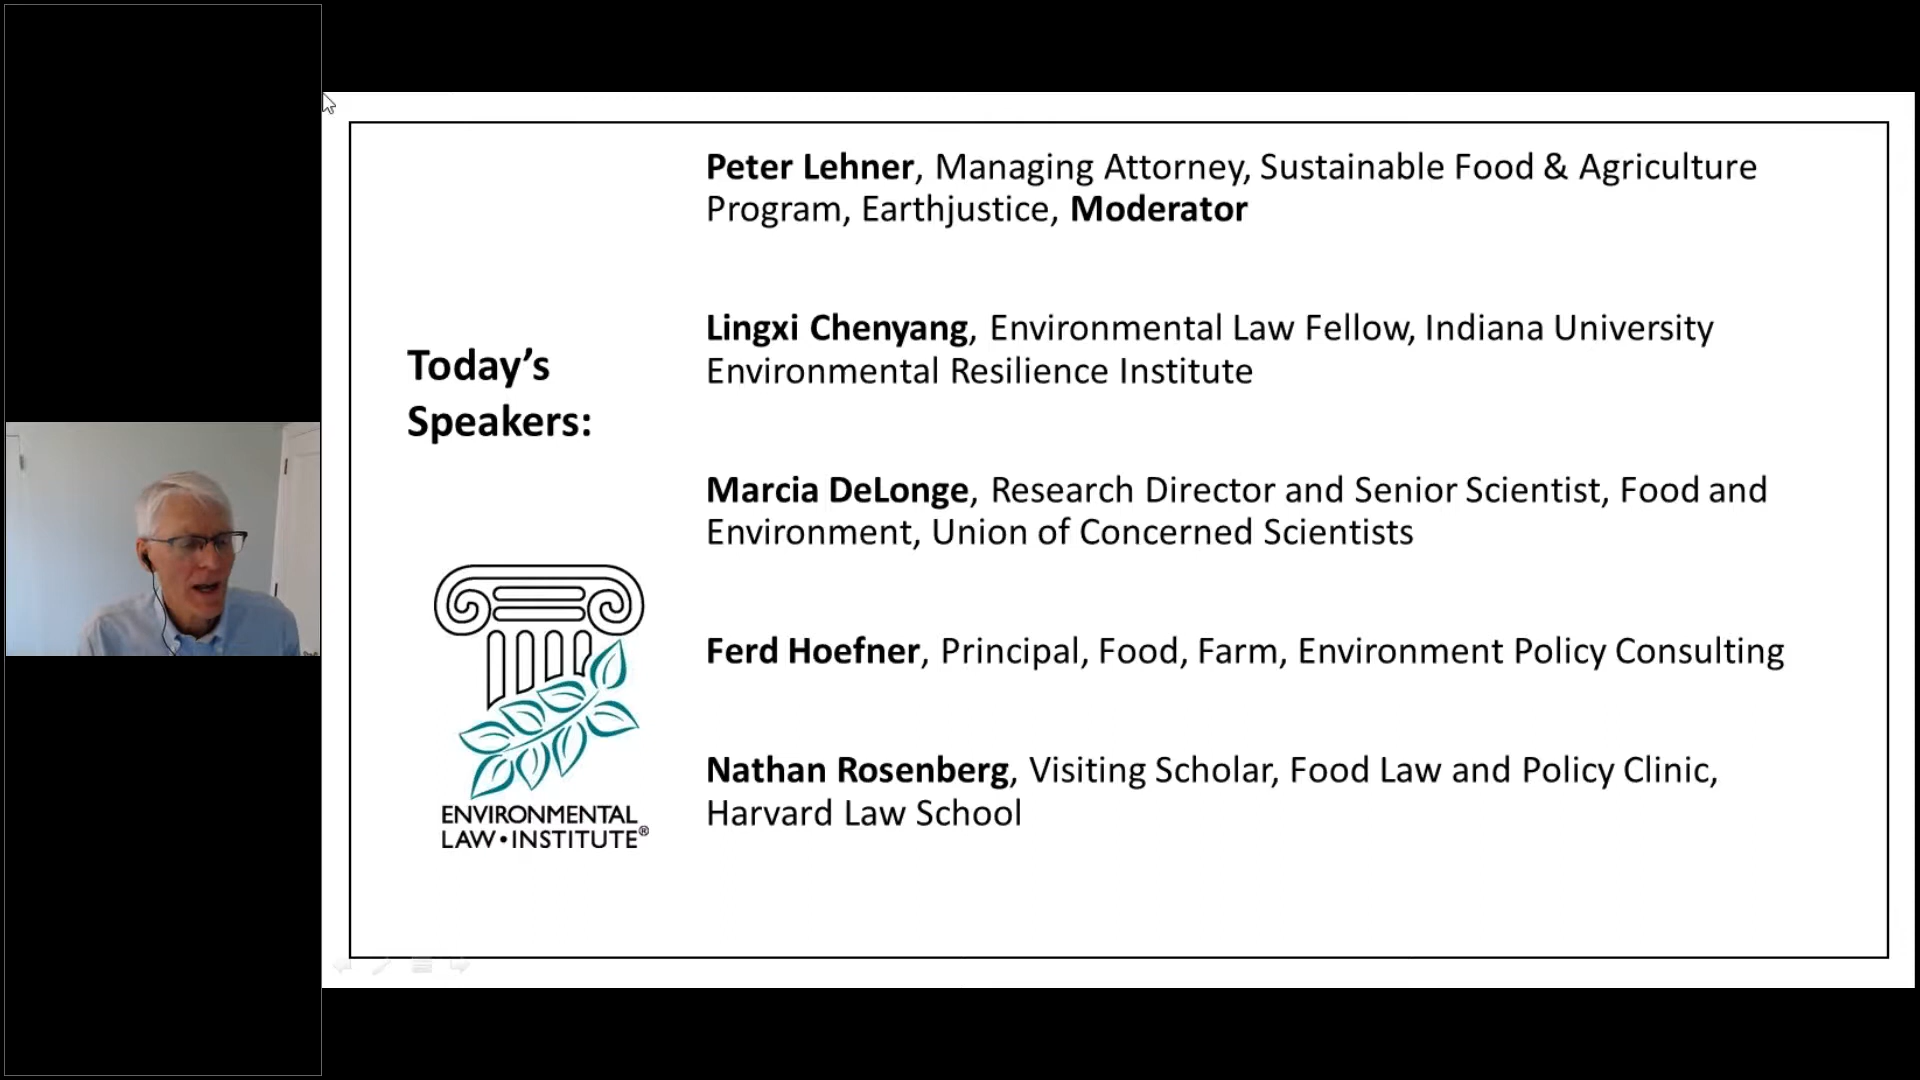 Today’s
Speakers:
ENVIRONMENTAL
LAW•INSTITUTE®
Peter Lehner, Managing Attorney, Sustainable Food & Agriculture
Program, Earthjustice, Moderator
Lingxi Chenyang, Environmental Law Fellow, Indiana University
Environmental Resilience Institute
Marcia DeLonge, Research Director and Senior Scientist, Food and
Environment, Union of Concerned Scientists
Ferd Hoefner, Principal, Food, Farm, Environment Policy Consulting
Nathan Rosenberg, Visiting Scholar, Food Law and Policy Clinic,
Harvard Law School